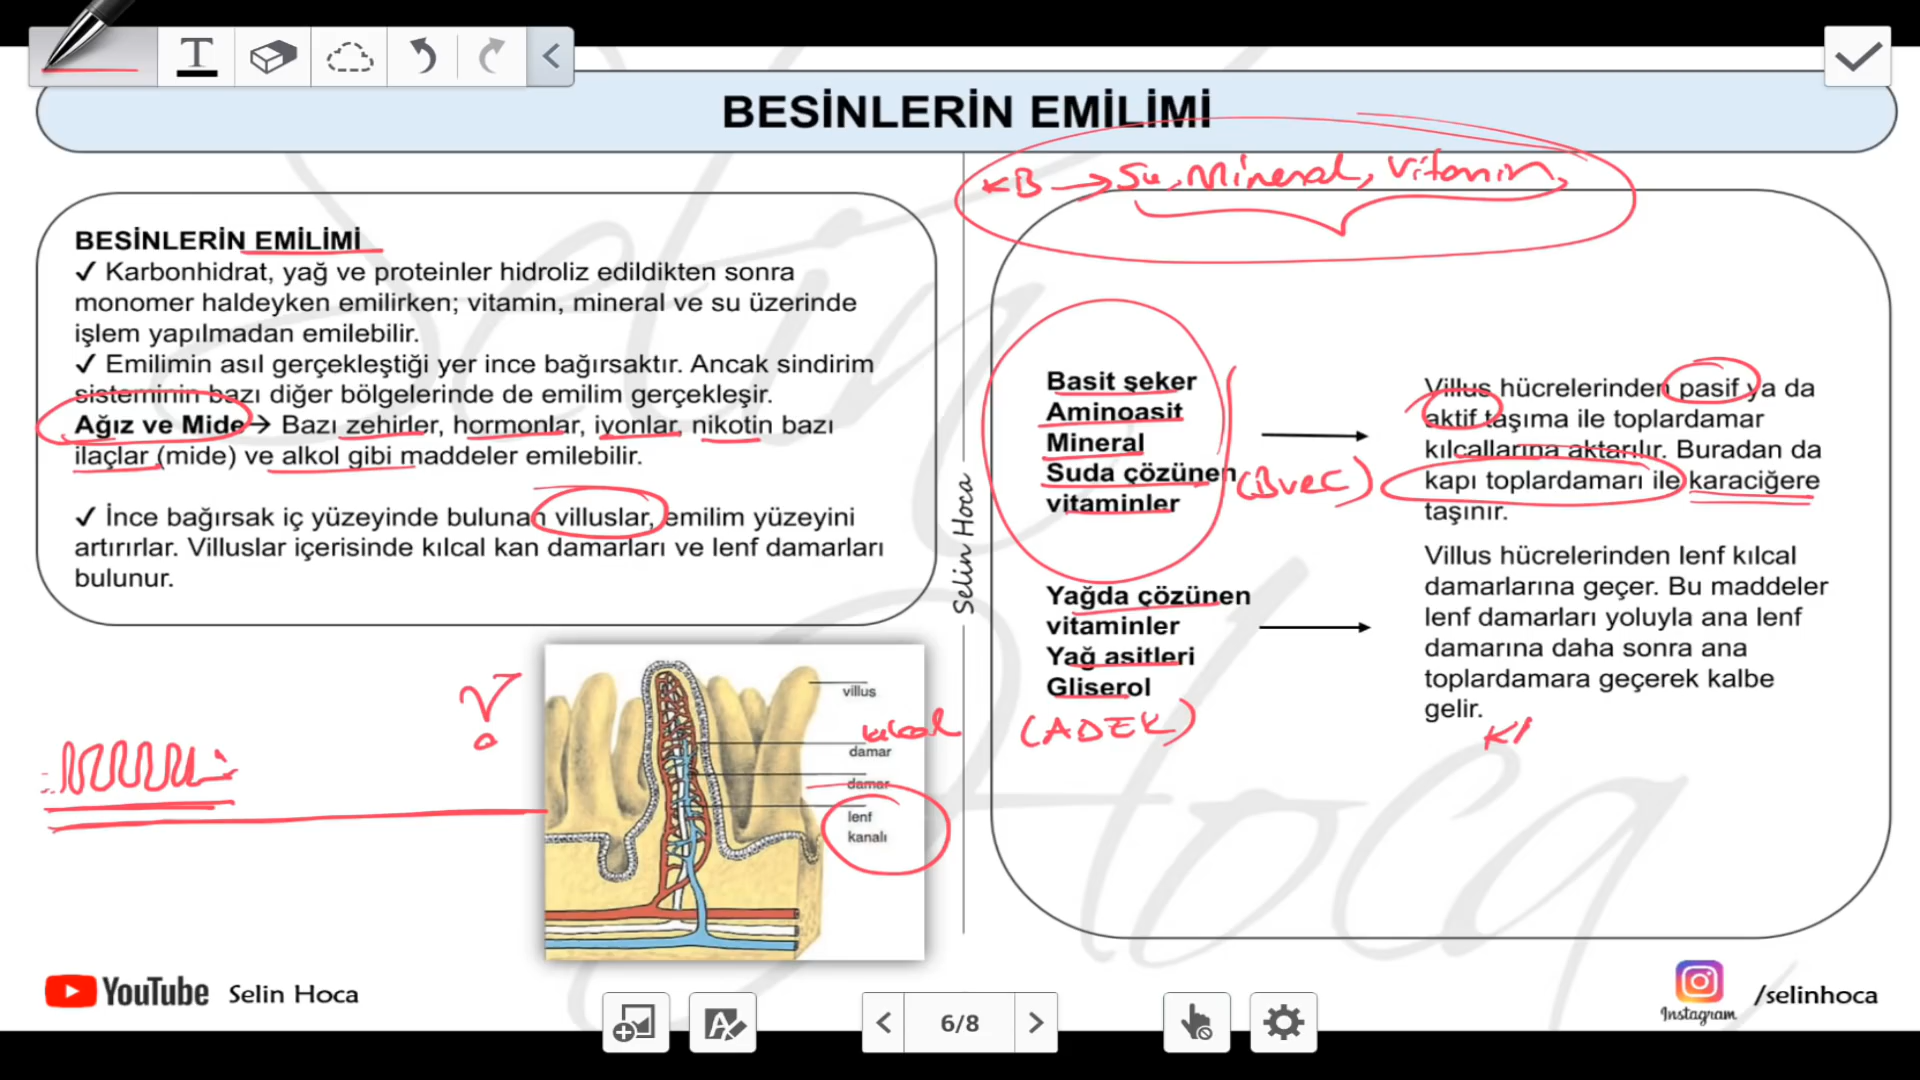 T
BESİNLERİN EMİLİMİ
KB → Su, Mineral, Vitamin,
BESİNLERİN EMİLİMİ
✓ Karbonhidrat, yağ ve proteinler hidroliz edildikten sonra
monomer haldeyken emilirken; vitamin, mineral ve su üzerinde
işlem yapılmadan emilebilir.
✓ Emilimin asıl gerçekleştiği yer ince bağırsaktır. Ancak sindirim
sisteminin bazı diğer bölgelerinde de emilim gerçekleşir.
Ağız ve Mide→ Bazı zehirler, hormonlar, iyonlar, nikotin bazı
ilaçlar (mide) ve alkol gibi maddeler emilebilir.
✓ İnce bağırsak iç yüzeyinde bulunan villuslar, emilim yüzeyini
artırırlar. Villuslar içerisinde kılcal kan damarları ve lenf damarları
bulunur.
villus
kılcal
damar
damar
lenf
kanalı
Selin Hoca
Basit şeker
Aminoasit
Mineral
Suda çözünen
vitaminler
(B ve C)
Villus hücrelerinden pasif ya da
aktif taşıma ile toplardamar
kılcallarına aktarılır. Buradan da
kapı toplardamarı ile karaciğere
taşınır.
Yağda çözünen
vitaminler
Yağ asitleri
Gliserol
(ADEK)
Villus hücrelerinden lenf kılcal
damarlarına geçer. Bu maddeler
lenf damarları yoluyla ana lenf
damarına daha sonra ana
toplardamara geçerek kalbe
gelir.
YouTube Selin Hoca
6/8
Instagram /selinhoca
Selin Hoca